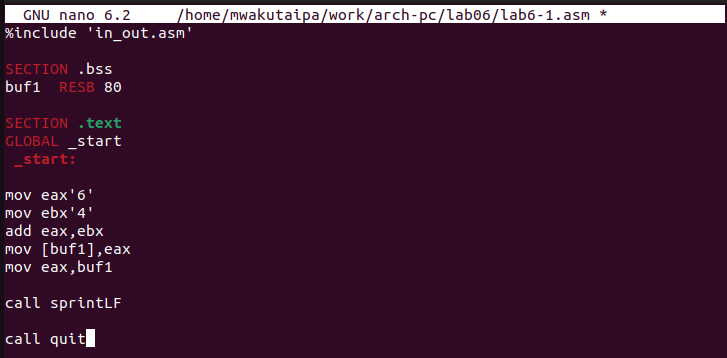 GNU nano 6.2 /home/mwakutaipa/work/arch-pc/lab06/lab6-1.asm *
%include 'in_out.asm'
SECTION .bss
buf1 RESB 80
SECTION .text
GLOBAL _start
_start:
mov eax'6'
mov ebx'4'
add eax,ebx
mov [buf1],eax
mov eax,buf1
call sprintLF
call quit